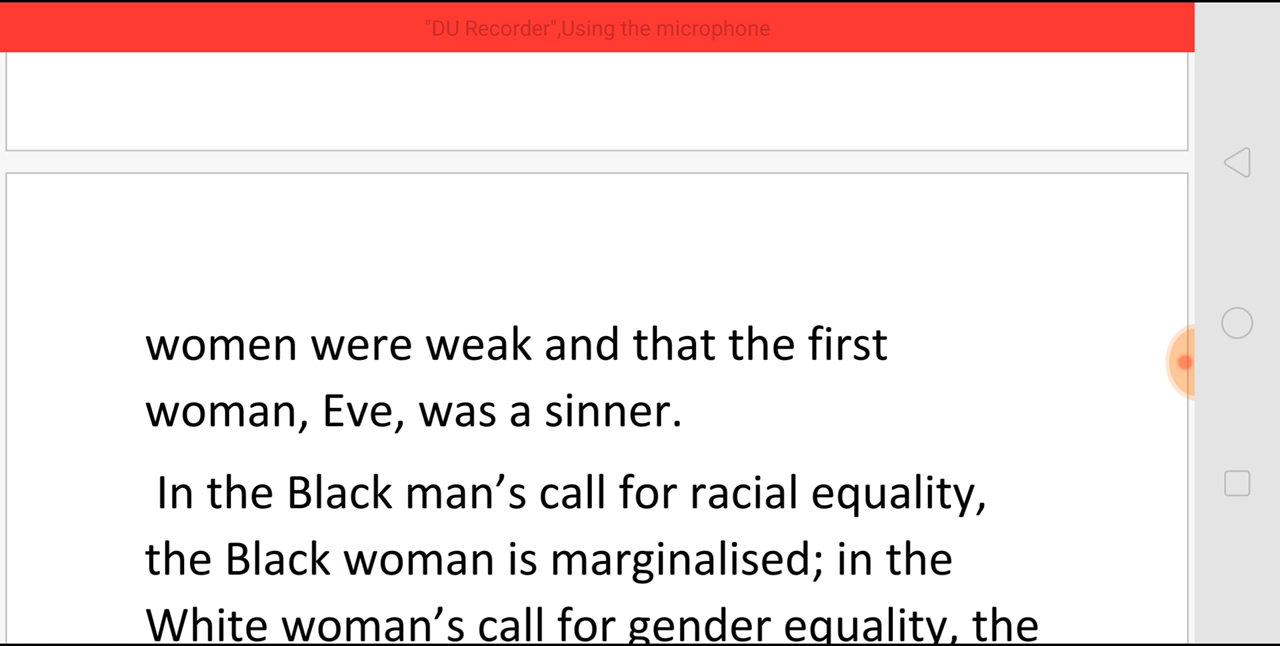 "DU Recorder",Using the microphone
women were weak and that the first
woman, Eve, was a sinner.
In the Black man’s call for racial equality,
the Black woman is marginalised; in the
White woman’s call for gender equality, the